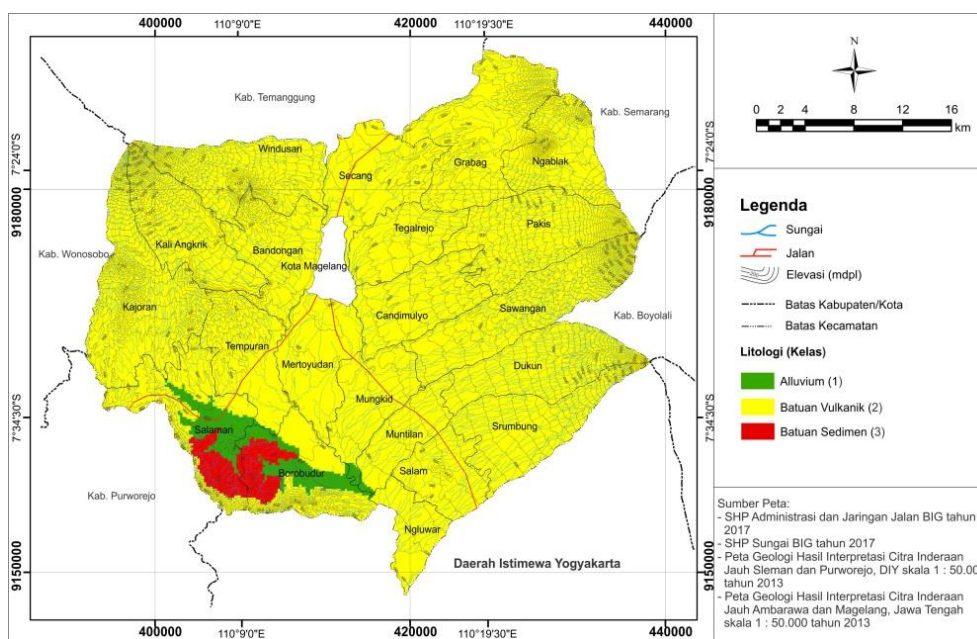 400000
420000
440000
110°9'0"E
110°19'30"E
Kab. Temanggung
Kab. Semarang
7°24'0"S
7°24'0"S
9180000
9180000
Windusari
Secang
Grabag
Ngablak
Kab. Wonosobo
Kali Angkrik
Bandongan
Kota Magelang
Tegalrejo
Pakis
Kajoran
Candimulyo
Sawangan
Kab. Boyolali
Tempuran
Mertoyudan
Dukun
Mungkid
7°34'30"S
7°34'30"S
Salaman
Muntilan
Srumbung
Borobudur
Salam
Kab. Purworejo
Ngluwar
9150000
9150000
Daerah Istimewa Yogyakarta
400000
420000
440000
110°9'0"E
110°19'30"E
N
0 2 4 8 12 16
km
Legenda
Sungai
Jalan
Elevasi (mdpl)
Batas Kabupaten/Kota
Batas Kecamatan
Litologi (Kelas)
Alluvium (1)
Batuan Vulkanik (2)
Batuan Sedimen (3)
Sumber Peta:
- SHP Administrasi dan Jaringan Jalan BIG tahun
2017
- SHP Sungai BIG tahun 2017
- Peta Geologi Hasil Interpretasi Citra Inderaan
Jauh Sleman dan Purworejo, DIY skala 1 : 50.00
tahun 2013
- Peta Geologi Hasil Interpretasi Citra Inderaan
Jauh Ambarawa dan Magelang, Jawa Tengah
skala 1 : 50.000 tahun 2013